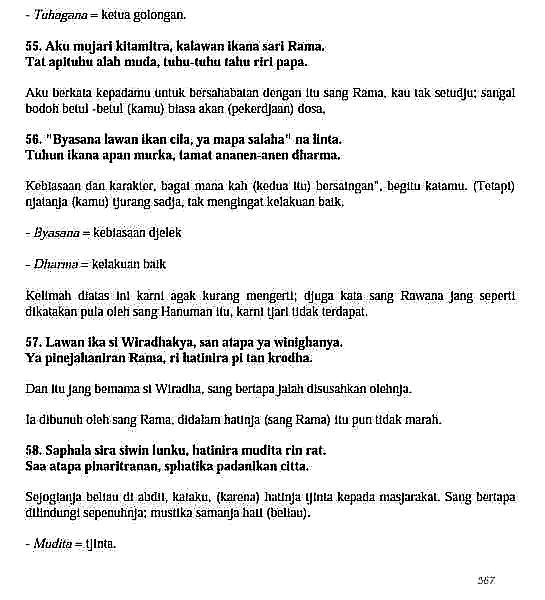 - Tuhagana = ketua golongan.
55. Aku mujari kitamitra, kalawan ikana sari Rama.
Tat apituhu alah muda, tuhu-tuhu tahu riri papa.
Aku berkata kepadamu untuk bersahabatan dengan itu sang Rama, kau tak setudju; sangat
bodoh betul -betul (kamu) biasa akan (pekerdjaan) dosa,
56. "Byasana lawan ikan cila, ya mapa salaha" na linta.
Tuhun ikana apan murka, tamat ananen-anen dharma.
Kebiasaan dan karakter, bagai mana kah (kedua itu) bersaingan", begitu katamu. (Tetapi)
njatanja (kamu) tjurang sadja, tak mengingat kelakuan baik.
- Byasana = kebiasaan djelek
- Dharma = kelakuan baik
Kelimah diatas ini karni agak kurang mengerti; djuga kata sang Rawana jang seperti
dikatakan pula oleh sang Hanuman itu, karni tjari tidak terdapat.
57. Lawan ika si Wiradhakya, san atapa ya winighanya.
Ya pinejahaniran Rama, ri hatinira pi tan krodha.
Dan itu jang bernama si Wiradha, sang bertapa jalah disusahkan olehnja.
Ia dibunuh oleh sang Rama, didalam hatinja (sang Rama) itu pun tidak marah.
58. Saphala sira siwin lunku, hatinira mudita rin rat.
Saa atapa pinaritranan, sphatika padanikan citta.
Sejogianja beliau di abdii, kataku, (karena) hatinja tjinta kepada masjarakat. Sang bertapa
dilindungi sepenuhnja; mustika samanja hati (beliau).
- Mudita = tjinta.
367